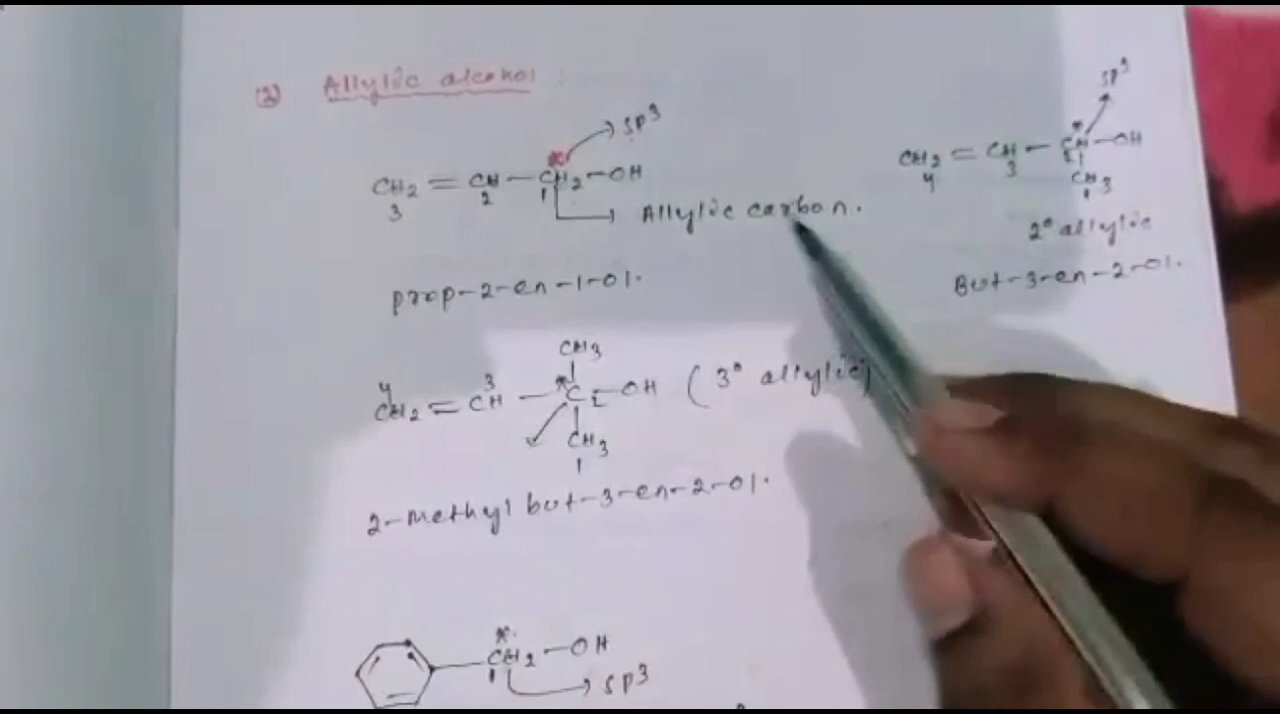 (2) Allylic alcohol :
SP3
CH2 = CH - CH2 - OH
3 2 1
Allylic carbon.
prop-2-en-1-ol.
SP3
CH2 = CH - CH - OH
4 3 2
CH3
1
2° allylic
But-3-en-2-ol.
CH3
4 3
CH2 = CH - C - OH (3° allylic)
2
CH3
1
2-Methyl but-3-en-2-ol.
*
CH2 - OH
1
SP3